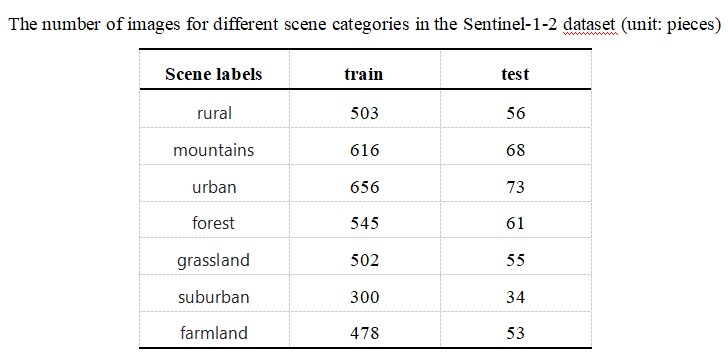 The number of images for different scene categories in the Sentinel-1-2 dataset (unit: pieces)
Scene labels train test
rural 503 56
mountains 616 68
urban 656 73
forest 545 61
grassland 502 55
suburban 300 34
farmland 478 53